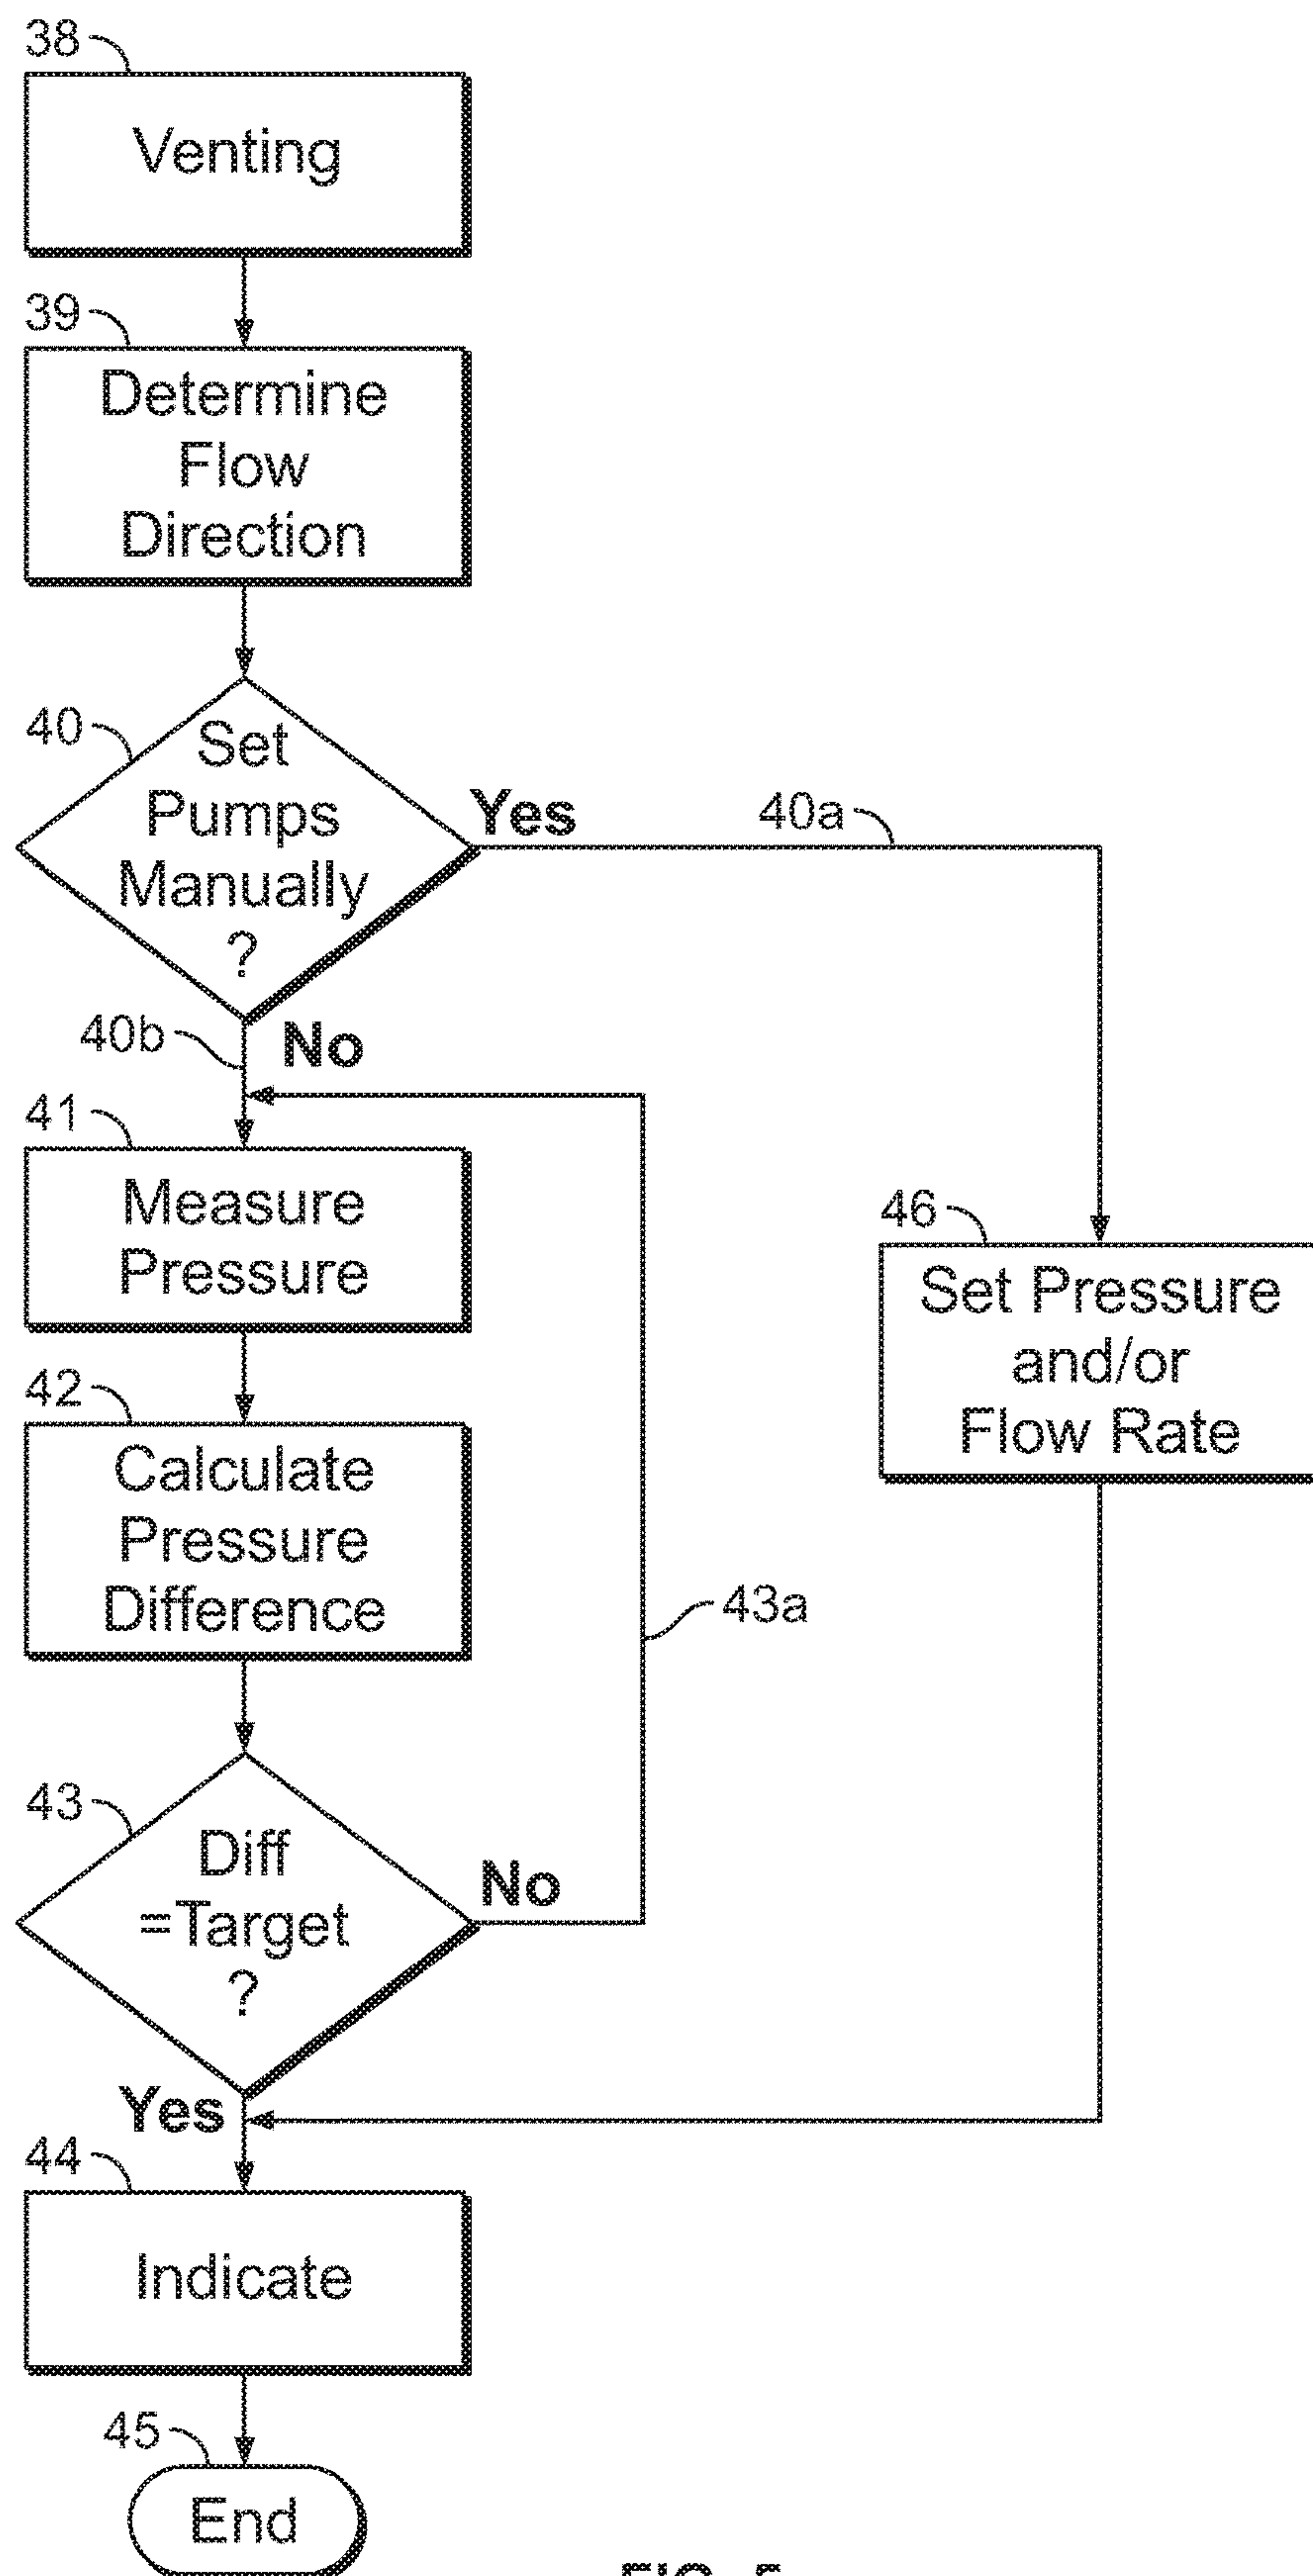 38
Venting
39
Determine
Flow
Direction
40
Set
Pumps
Manually
?
Yes
40a
40b
No
41
Measure
Pressure
46
Set Pressure
and/or
Flow Rate
42
Calculate
Pressure
Difference
43a
43
Diff
=Target
?
No
Yes
44
Indicate
45
End